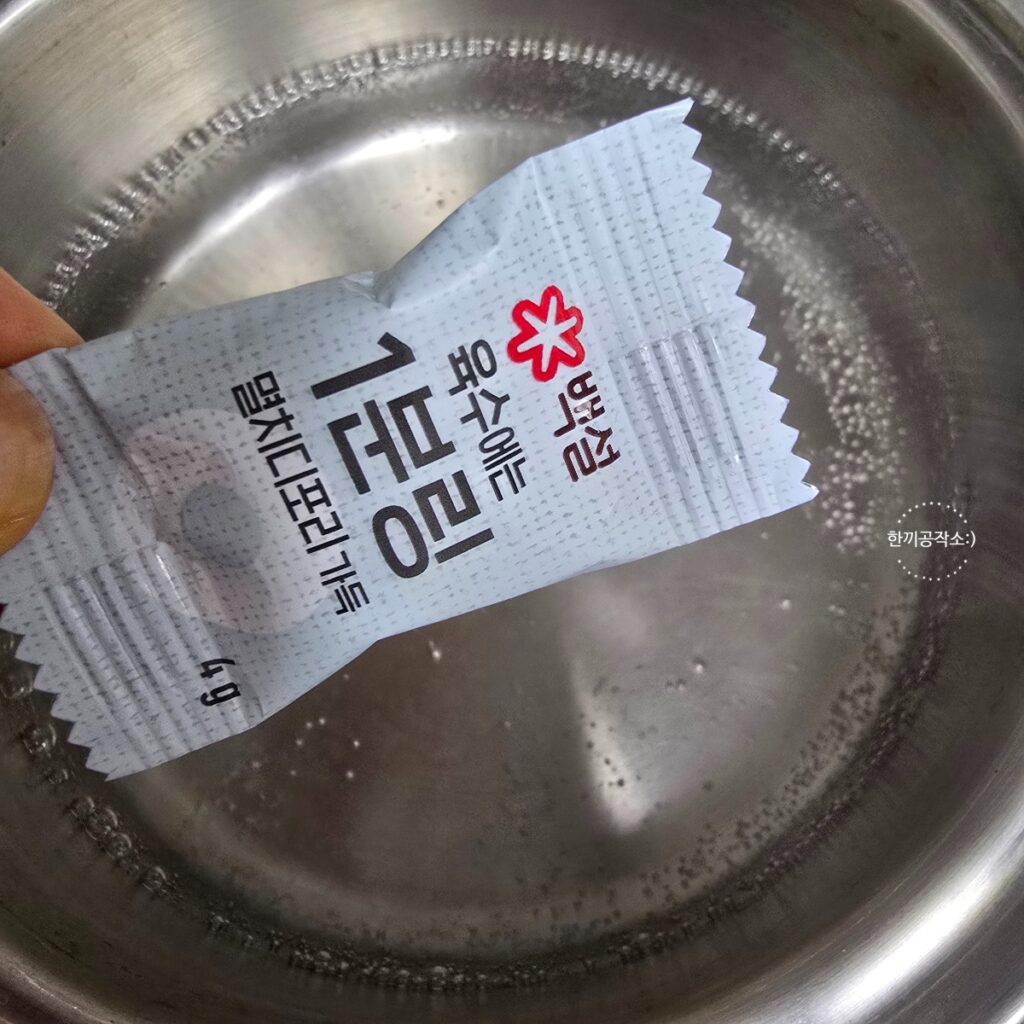 백설
육수에는
1분링
멸치디포리 가득
4g
한끼공작소:)